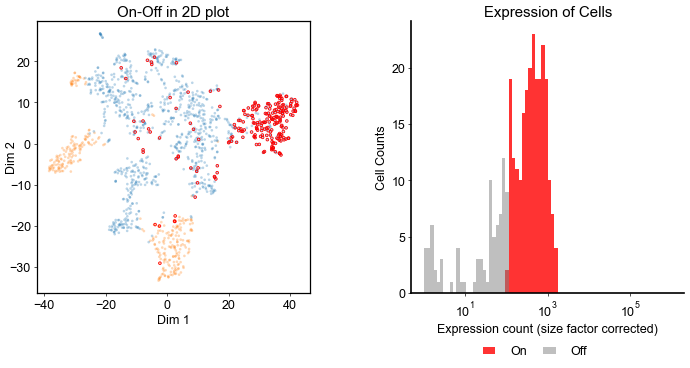 On-Off in 2D plot
Dim 2
20
10
0
−10
−20
−30
−40
−20
0
20
40
Dim 1
Expression of Cells
Cell Counts
20
15
10
5
0
10^1
10^3
10^5
Expression count (size factor corrected)
On
Off